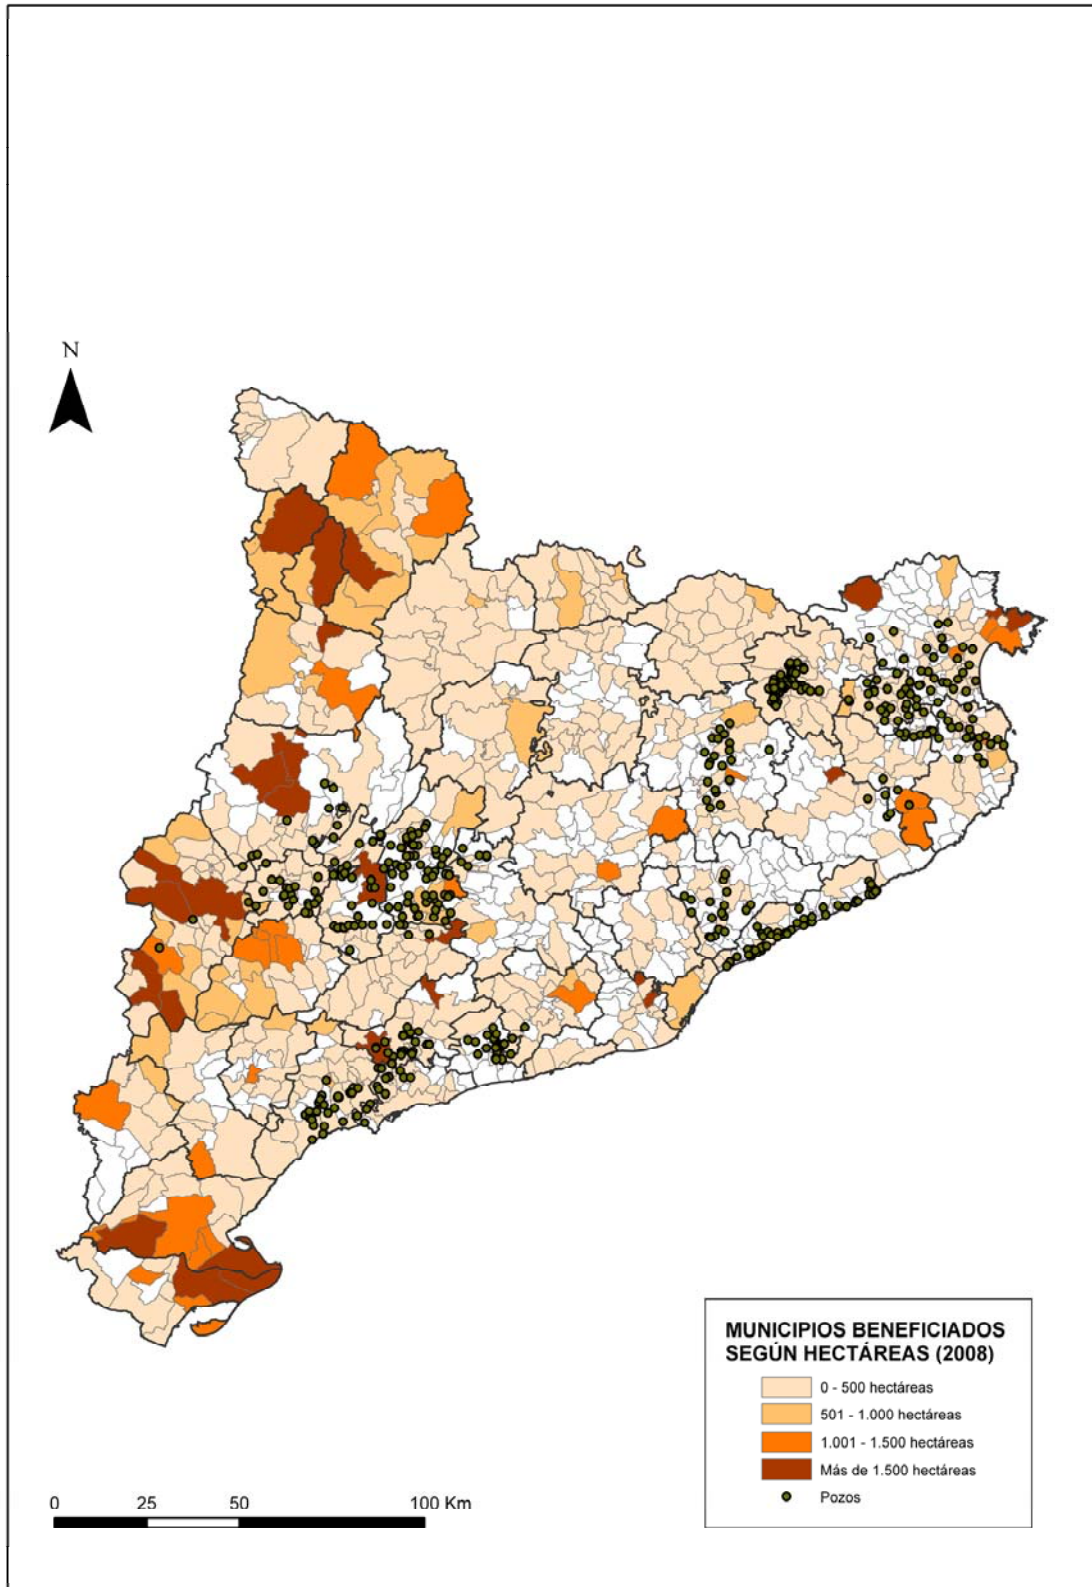 N
MUNICIPIOS BENEFICIADOS
SEGÚN HECTÁREAS (2008)
0 - 500 hectáreas
501 - 1.000 hectáreas
1.001 - 1.500 hectáreas
Más de 1.500 hectáreas
Pozos
0 25 50 100 Km